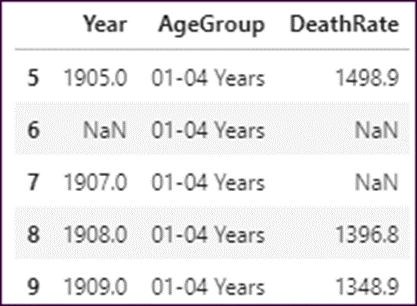 Year AgeGroup DeathRate
5 1905.0 01-04 Years 1498.9
6 NaN 01-04 Years NaN
7 1907.0 01-04 Years NaN
8 1908.0 01-04 Years 1396.8
9 1909.0 01-04 Years 1348.9